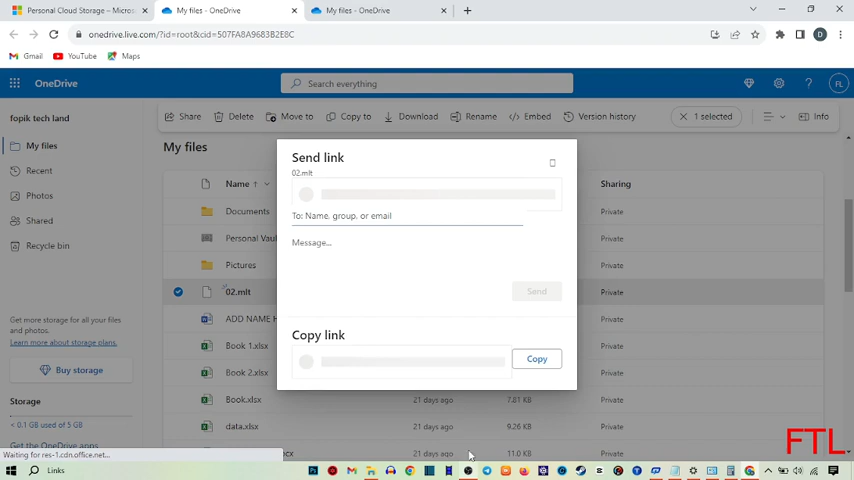 Personal Cloud Storage – Micros
My files - OneDrive
My files - OneDrive
onedrive.live.com/?id=root&cid=507FA8A9683B2E8C
Gmail
YouTube
Maps
OneDrive
Search everything
FL
fopik tech land
Share
Delete
Move to
Copy to
Download
Rename
Embed
Version history
1 selected
Info
My files
Recent
Photos
Shared
Recycle bin
My files
Name
Sharing
Documents
Private
Personal Vau
Private
Pictures
Private
02.mlt
Private
ADD NAME H
Private
Book 1.xlsx
Private
Book 2.xlsx
Private
Book.xlsx
21 days ago
7.81 KB
Private
data.xlsx
21 days ago
9.26 KB
Private
ocx
21 days ago
11.0 KB
Private
Send link
02.mlt
To: Name, group, or email
Message...
Send
Copy link
Copy
Get more storage for all your files
and photos.
Learn more about storage plans.
Buy storage
Storage
< 0.1 GB used of 5 GB
Get the OneDrive apps
Waiting for res-1.cdn.office.net...
FTL
Links